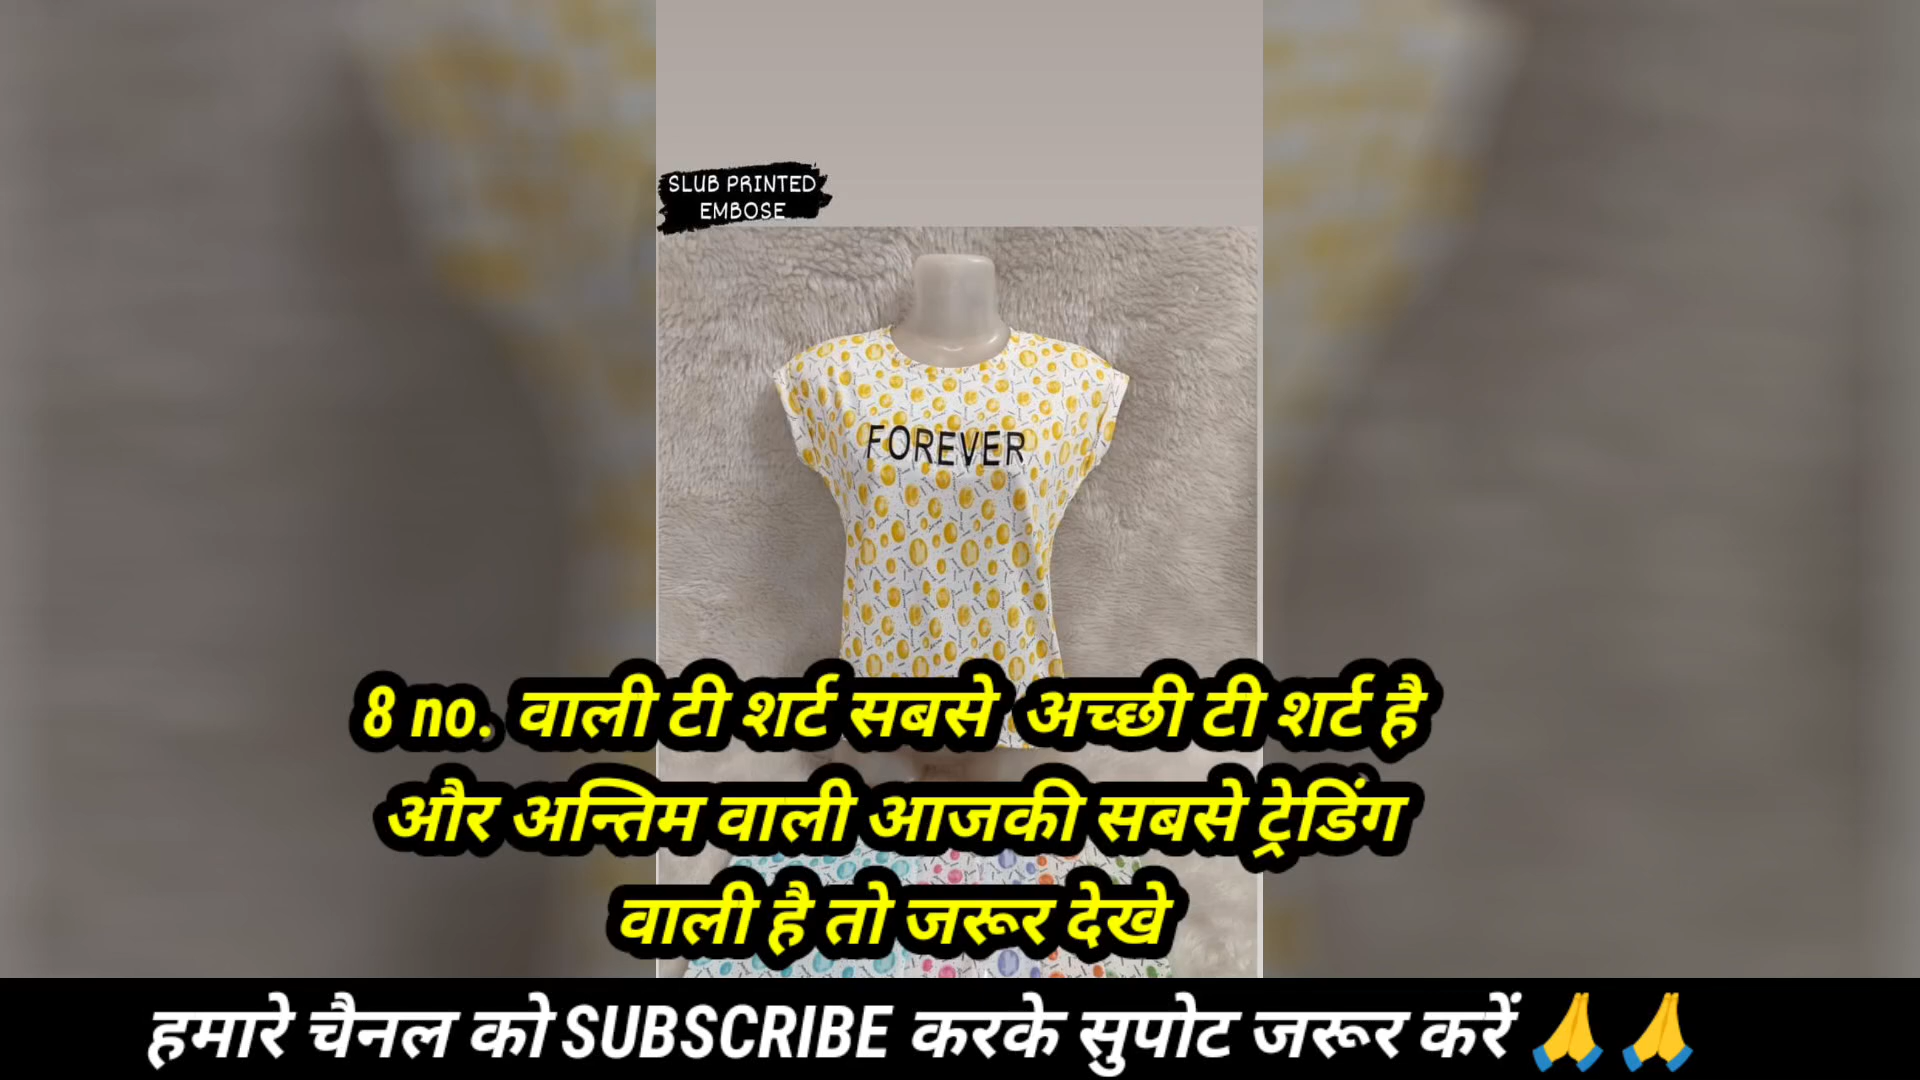 SLUB PRINTED
EMBOSE
FOREVER
8 no. वाली टी शर्ट सबसे अच्छी टी शर्ट है
और अन्तिम वाली आजकी सबसे ट्रेडिंग
वाली है तो जरूर देखे
हमारे चैनल को SUBSCRIBE करके सुपोट जरूर करें 🙏 🙏